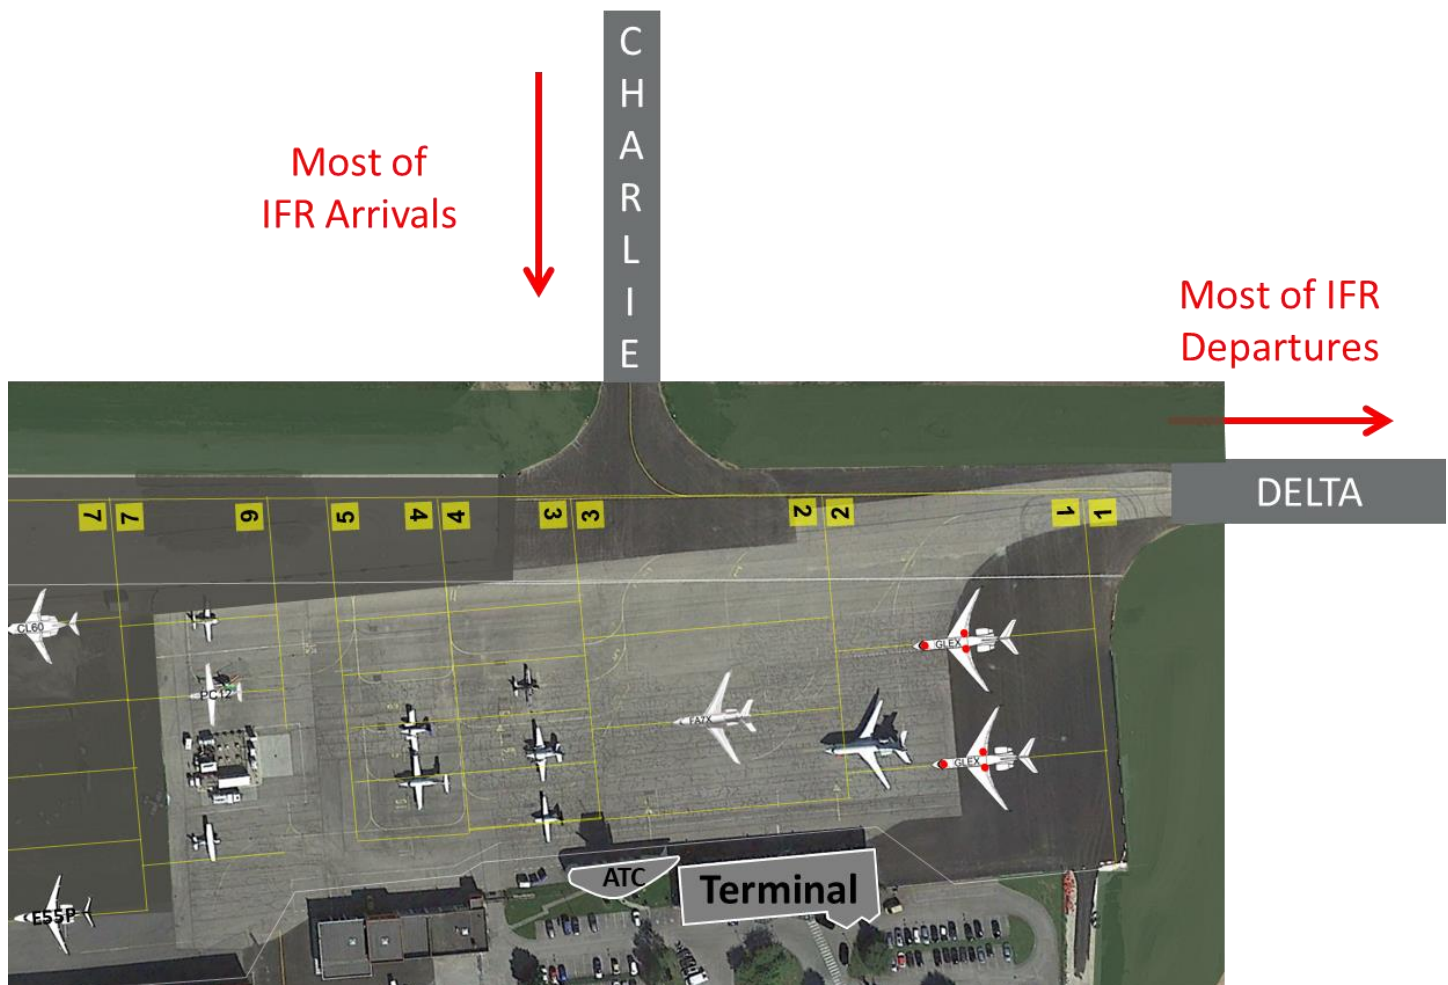 C
H
A
R
L
I
E
Most of
IFR Arrivals
Most of IFR
Departures
DELTA
7 7 6 5 4 4 3 3 2 2 1 1
CL60
GLEX
PC12
FA7X
GLEX
ATC
Terminal
E55P